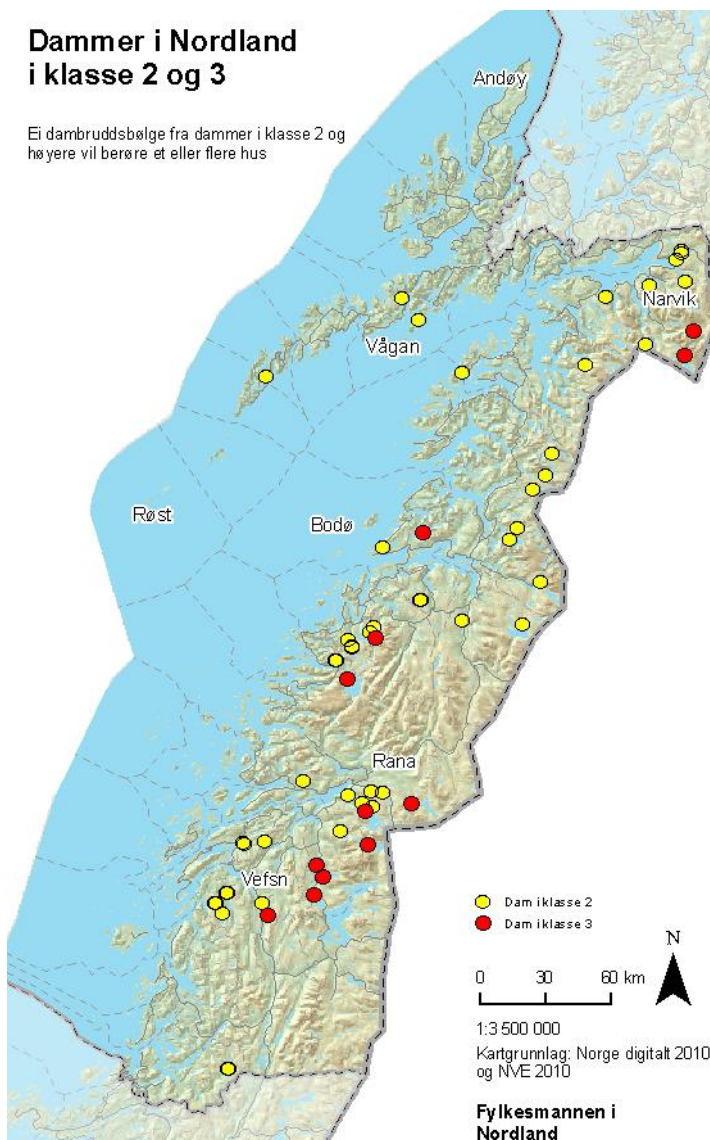 Dammer i Nordland
i klasse 2 og 3
Ei dambruddsbølge fra dammer i klasse 2 og
høyere vil berøre et eller flere hus
Andøy
Narvik
Vågan
Røst
Bodø
Rana
Vefsn
Dam i klasse 2
Dam i klasse 3
N
0 30 60 km
1:3 500 000
Kartgrunnlag: Norge digitalt 2010
og NVE 2010
Fylkesmannen i
Nordland